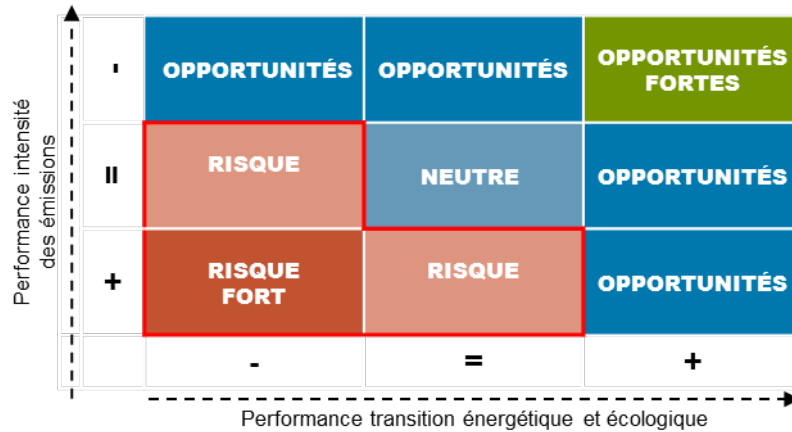 Performance intensité
des émissions
-
OPPORTUNITÉS
OPPORTUNITÉS
OPPORTUNITÉS
FORTES
=
RISQUE
NEUTRE
OPPORTUNITÉS
+
RISQUE
FORT
RISQUE
OPPORTUNITÉS
-
=
+
Performance transition énergétique et écologique